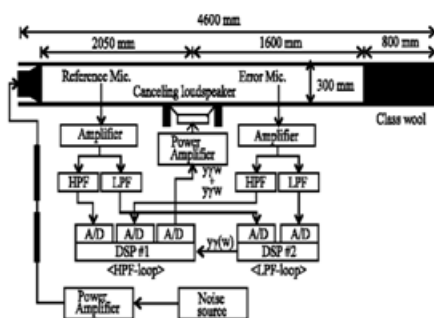 4600 mm
2050 mm
1600 mm
800 mm
Reference Mic.
Error Mic.
Canceling loudspeaker
300 mm
Class wool
Amplifier
Power
Amplifier
Amplifier
HPF
LPF
HPF
LPF
A/D
A/D
A/D
A/D
A/D
DSP #1
DSP #2
<HPF-loop>
<LPF-loop>
Power
Amplifier
Noise
source